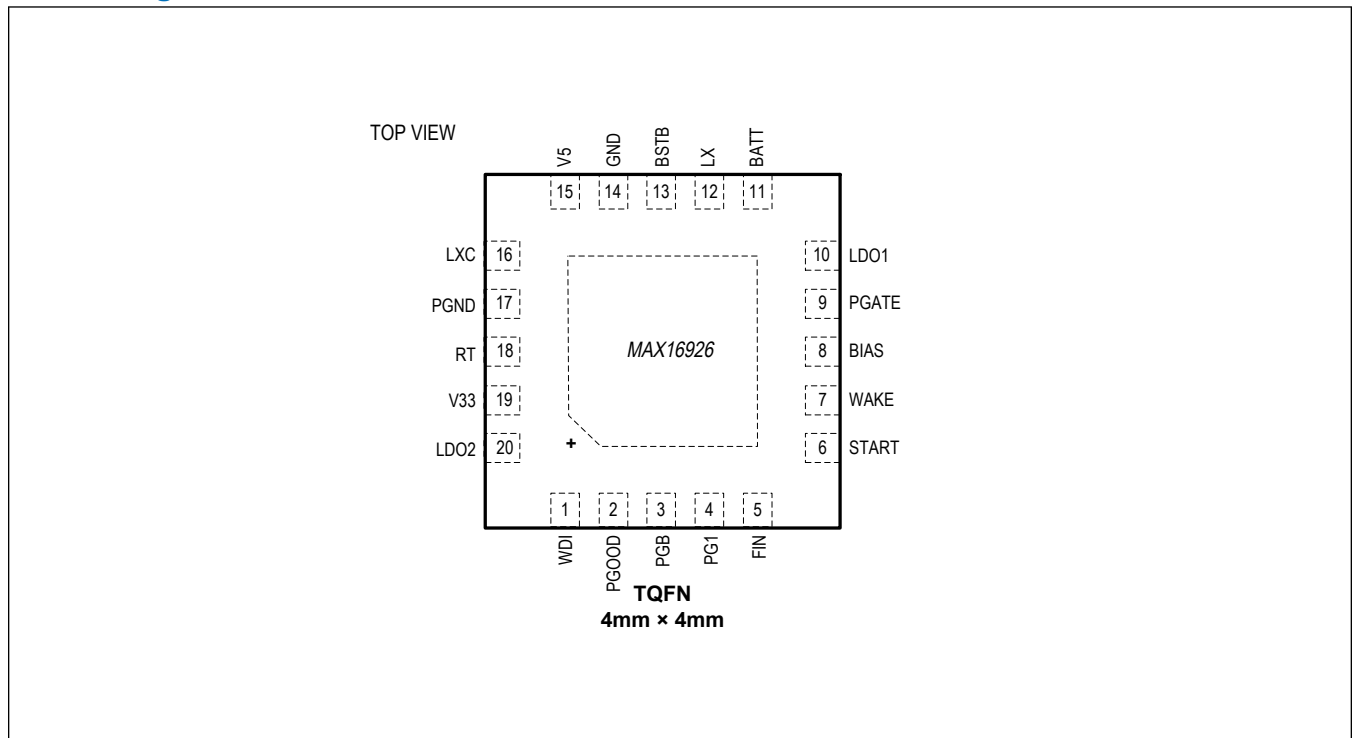 TOP VIEW
V5
GND
BSTB
LX
BATT
15
14
13
12
11
LXC 16
10 LDO1
PGND 17
9 PGATE
RT 18
MAX16926
8 BIAS
V33 19
7 WAKE
LDO2 20
+
6 START
1
2
3
4
5
WDI
PGOOD
PGB
PG1
FIN
TQFN
4mm × 4mm